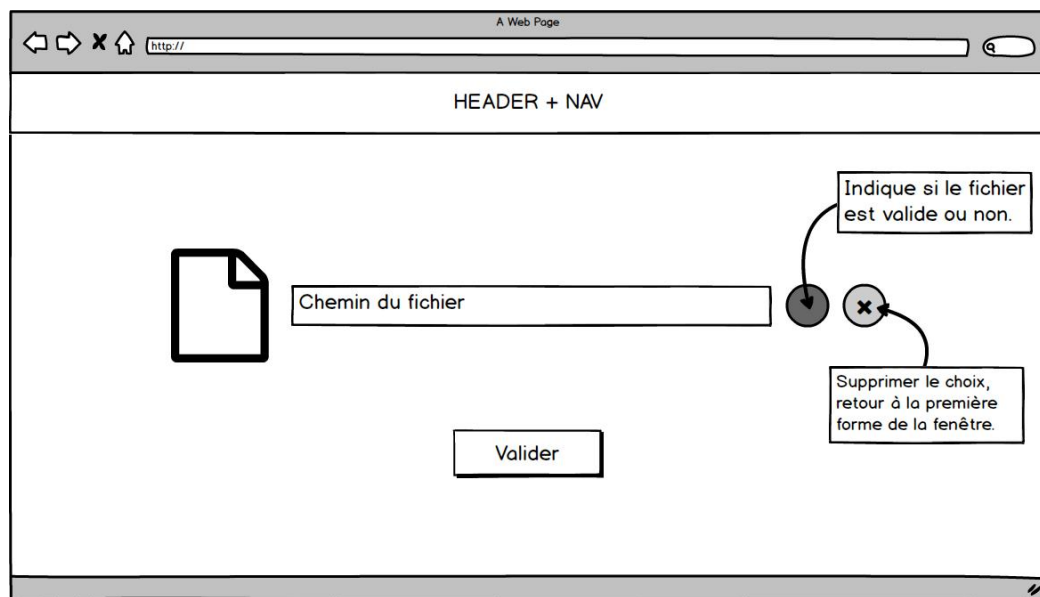 A Web Page
http://
HEADER + NAV
Indique si le fichier
est valide ou non.
Chemin du fichier
Supprimer le choix,
retour à la première
forme de la fenêtre.
Valider